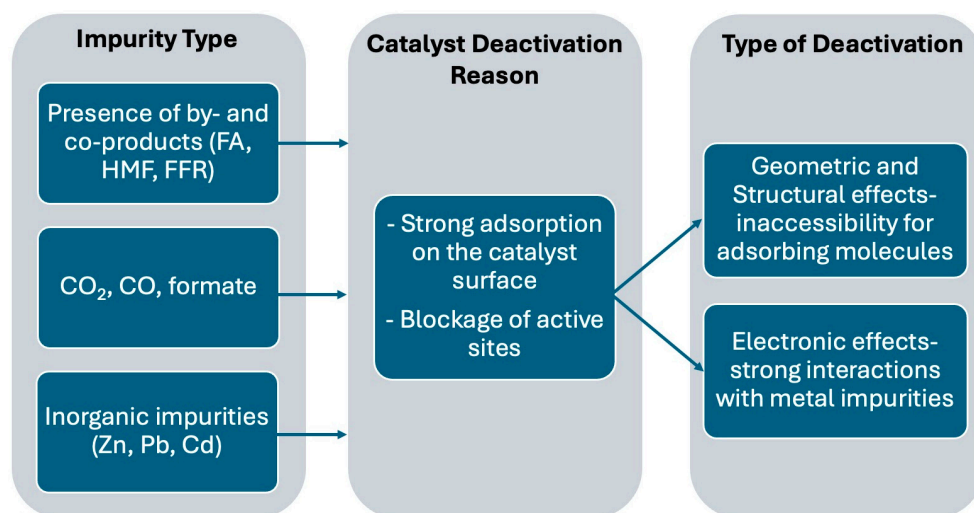 Impurity Type
Presence of by- and
co-products (FA,
HMF, FFR)
CO₂, CO, formate
Inorganic impurities
(Zn, Pb, Cd)
Catalyst Deactivation
Reason
- Strong adsorption
on the catalyst
surface
- Blockage of active
sites
Type of Deactivation
Geometric and
Structural effects-
inaccessibility for
adsorbing molecules
Electronic effects-
strong interactions
with metal impurities